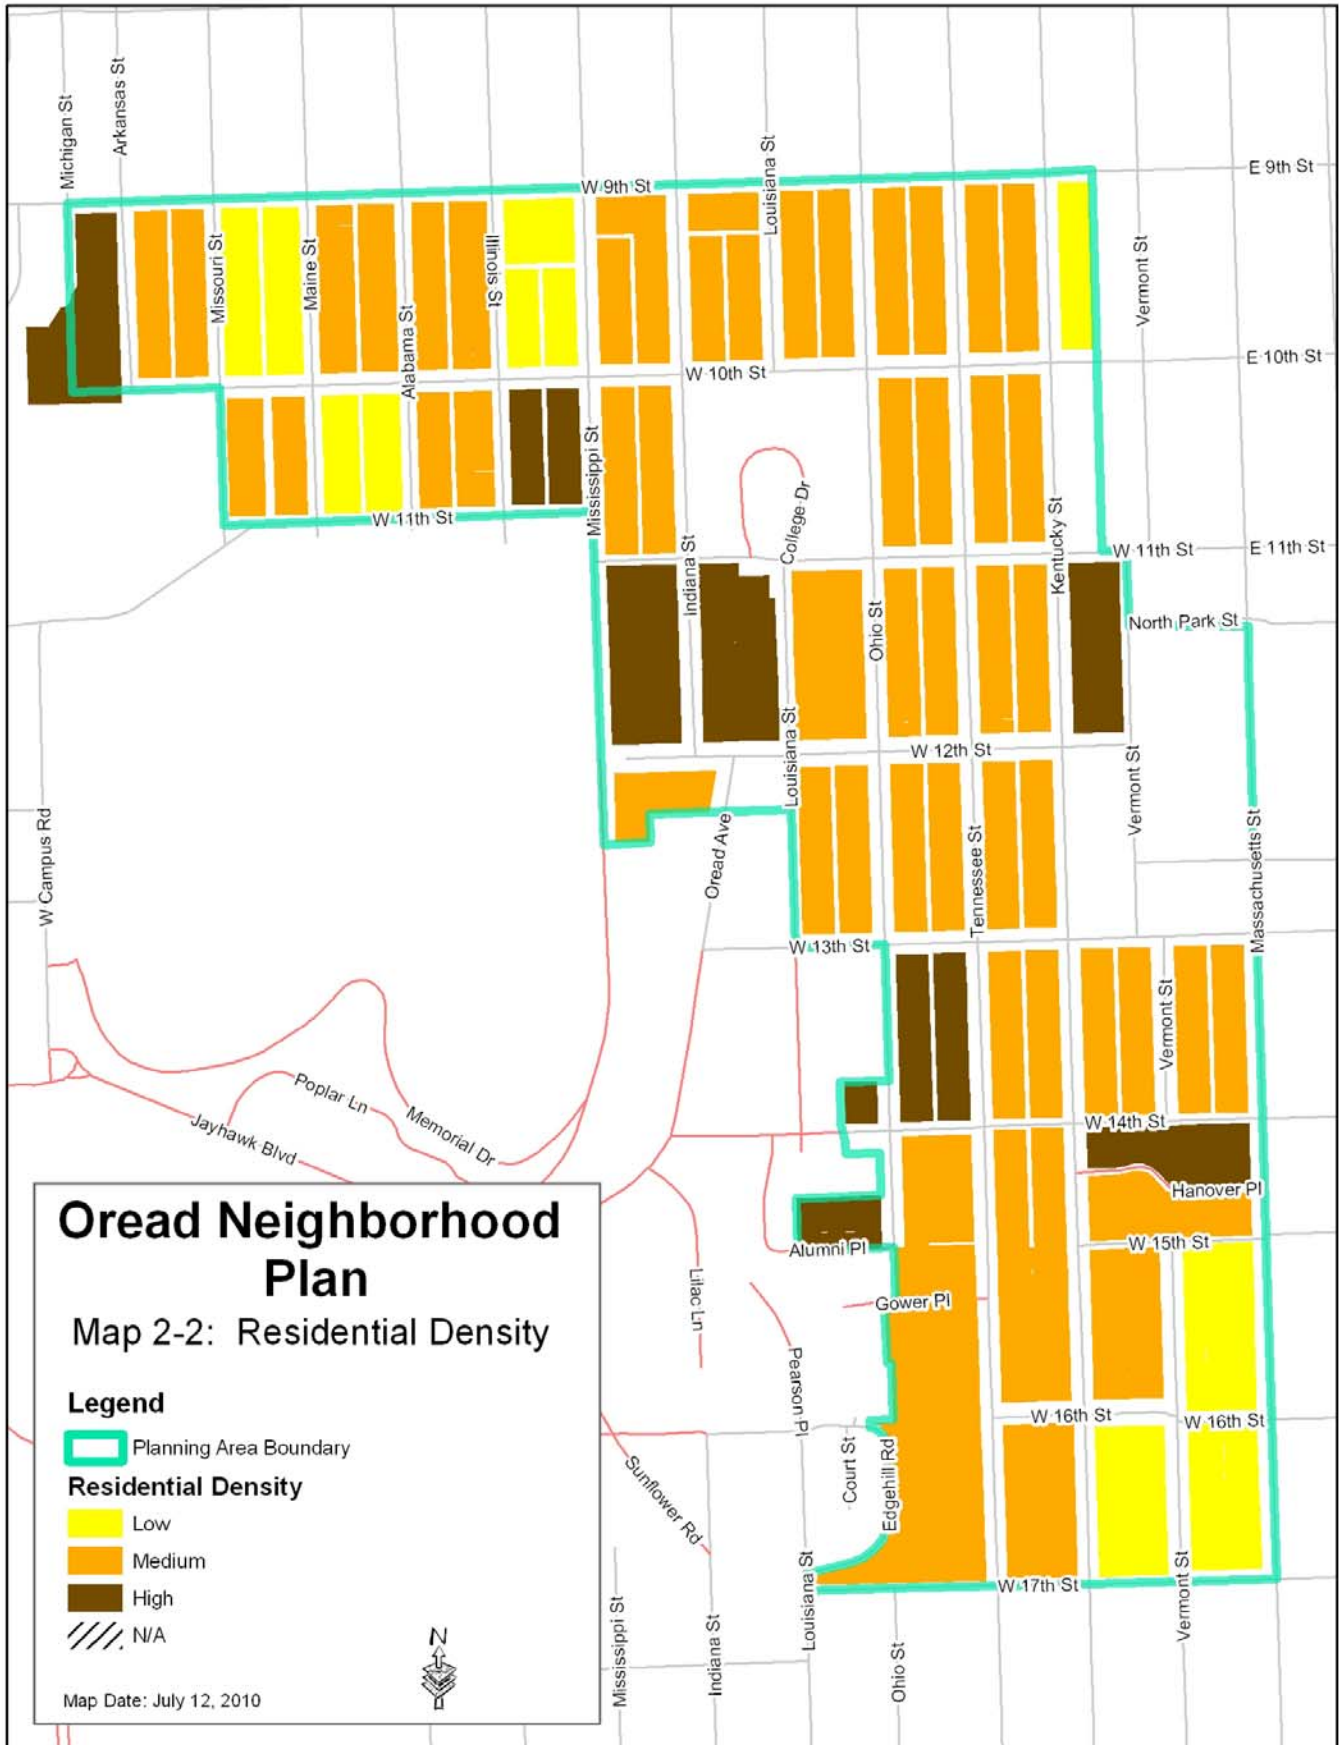 Michigan St
Arkansas St
Louisiana St
E 9th St
W 9th St
Missouri St
Maine St
Illinois St
Vermont St
Alabama St
E 10th St
W 10th St
Mississippi St
College Dr
Kentucky St
W 11th St
Indiana St
W 11th St
E 11th St
Ohio St
North Park St
Louisiana St
W 12th St
Vermont St
W Campus Rd
Oread Ave
Tennessee St
Massachusetts St
W 13th St
Vermont St
Poplar Ln
Memorial Dr
Jayhawk Blvd
W 14th St
Hanover Pl
Alumni Pl
W 15th St
Lilac Ln
Gower Pl
Pearson Pl
W 16th St
W 16th St
Court St
Edgehill Rd
Sunflower Rd
Louisiana St
W 17th St
Vermont St
Mississippi St
Indiana St
Ohio St
Oread Neighborhood
Plan
Map 2-2: Residential Density
Legend
Planning Area Boundary
Residential Density
Low
Medium
High
N/A
N
Map Date: July 12, 2010